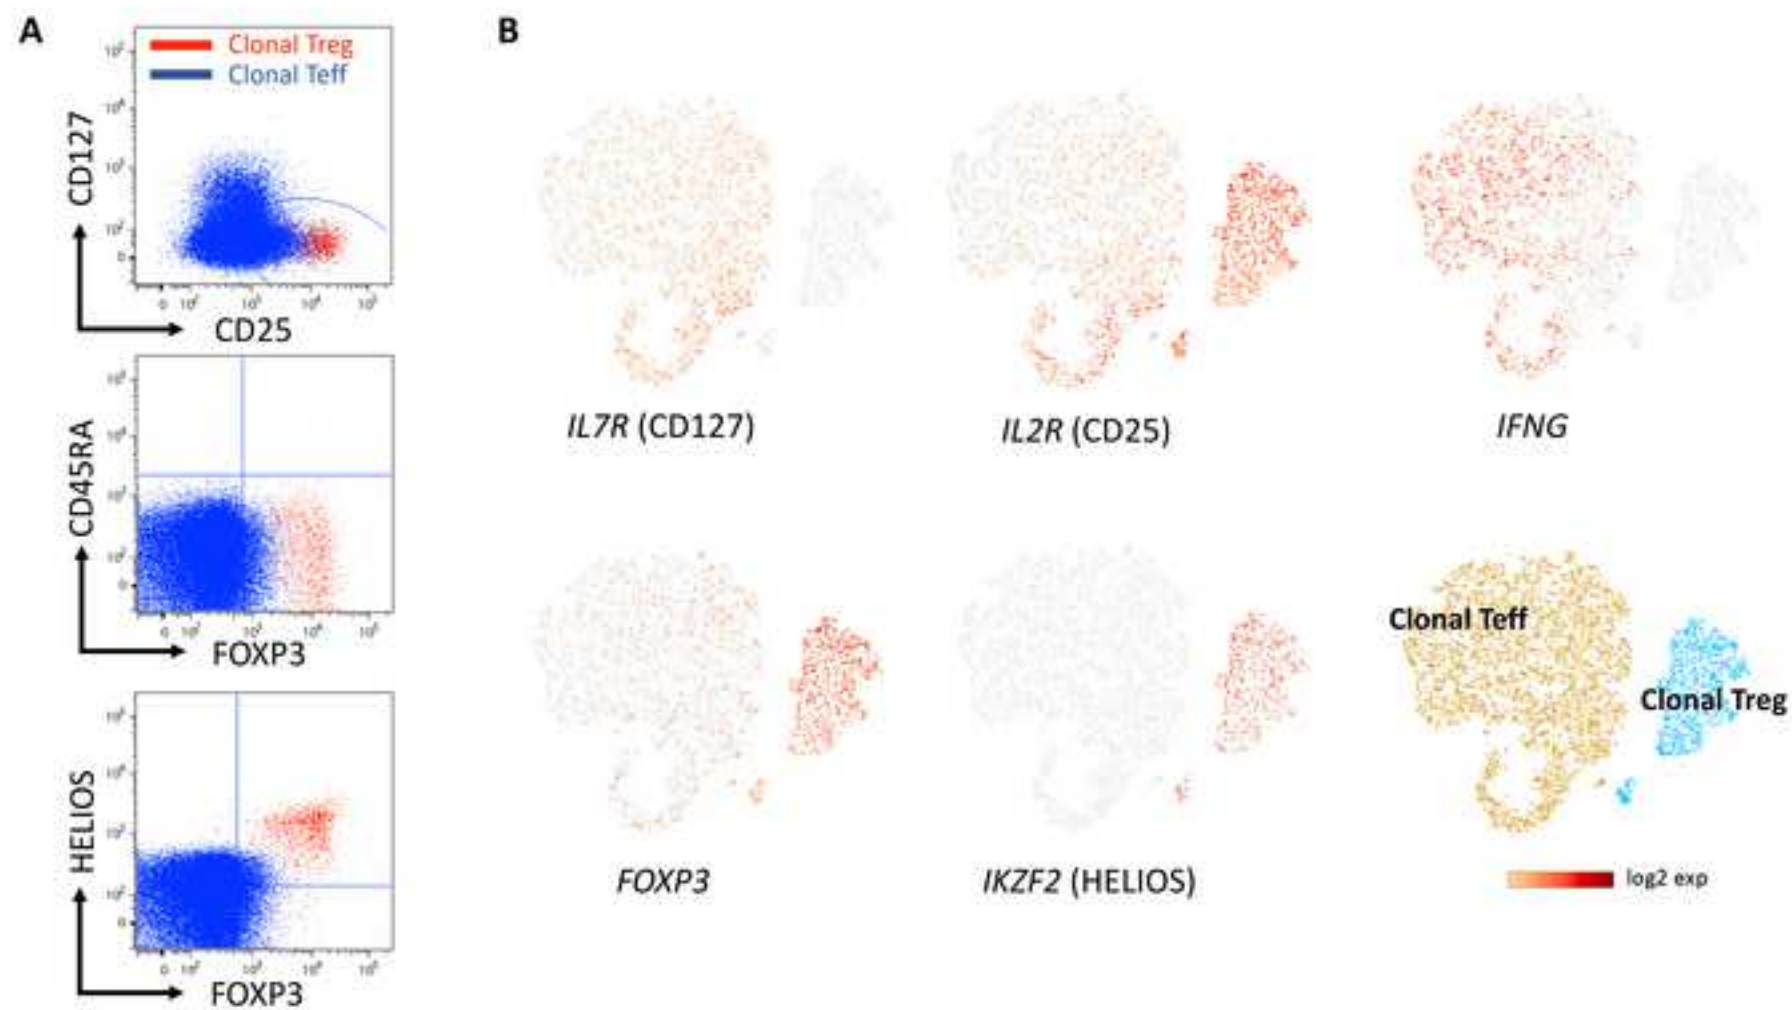 A
B
Clonal Treg
Clonal Teff
CD127
CD25
CD45RA
FOXP3
HELIOS
FOXP3
IL7R (CD127)
IL2R (CD25)
IFNG
Clonal Teff
Clonal Treg
FOXP3
IKZF2 (HELIOS)
log2 exp